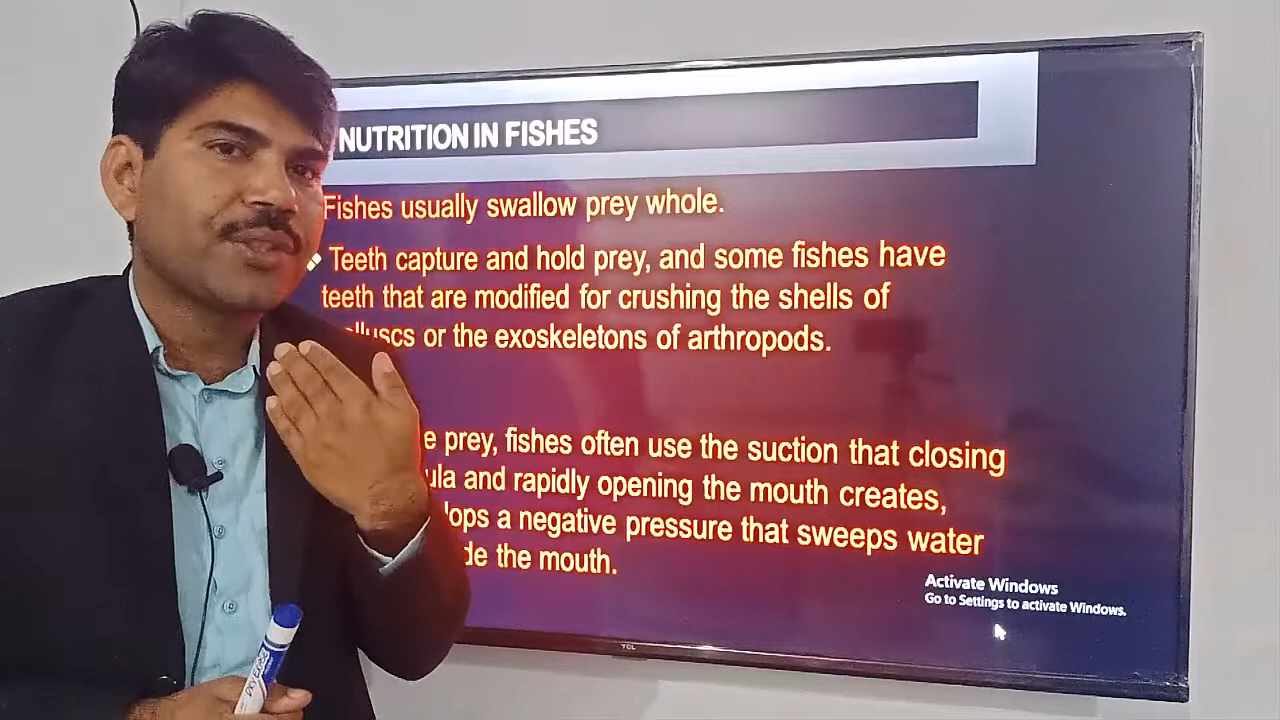 NUTRITION IN FISHES
Fishes usually swallow prey whole.
Teeth capture and hold prey, and some fishes have
teeth that are modified for crushing the shells of
or the exoskeletons of arthropods.
prey, fishes often use the suction that closing
and rapidly opening the mouth creates,
a negative pressure that sweeps water
the mouth.
Activate Windows
Go to Settings to activate Windows.
TCL